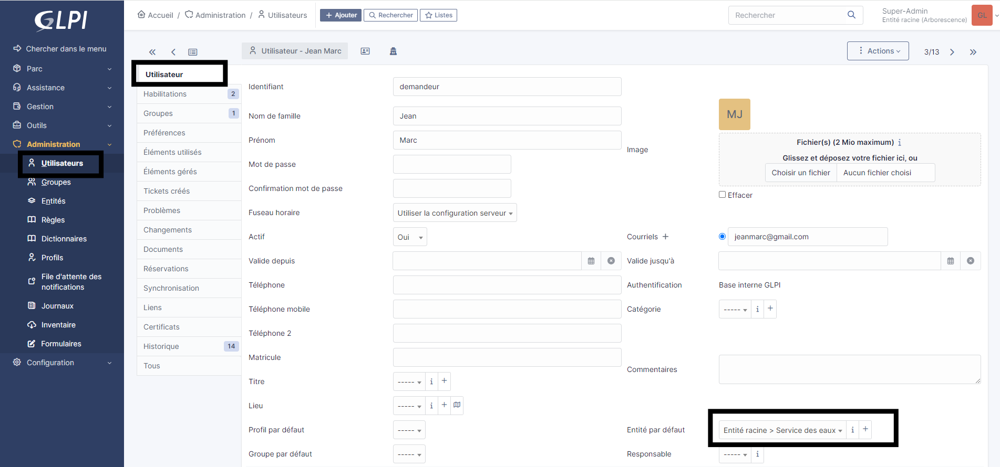 GLPI
Chercher dans le menu
Parc
Assistance
Gestion
Outils
Administration
Utilisateurs
Groupes
Entités
Règles
Dictionnaires
Profils
File d'attente des
notifications
Journaux
Inventaire
Formulaires
Configuration
Accueil / Administration / Utilisateurs
Ajouter
Rechercher
Listes
Rechercher
Super-Admin
Entité racine (Arborescence)
GL
Utilisateur - Jean Marc
Actions
3/13
Utilisateur
Habilitations 2
Groupes 1
Préférences
Éléments utilisés
Éléments gérés
Tickets créés
Problèmes
Changements
Documents
Réservations
Synchronisation
Liens
Certificats
Historique 14
Tous
Identifiant demandeur
Nom de famille Jean
Prénom Marc
Mot de passe
Confirmation mot de passe
Fuseau horaire Utiliser la configuration serveur
Actif Oui
Valide depuis
Téléphone
Téléphone mobile
Téléphone 2
Matricule
Titre -----
Lieu -----
Profil par défaut -----
Groupe par défaut -----
Image
MJ
Fichier(s) (2 Mio maximum) i
Glissez et déposez votre fichier ici, ou
Choisir un fichier Aucun fichier choisi
Effacer
Courriels + jeanmarc@gmail.com
Valide jusqu'à
Authentification Base interne GLPI
Catégorie ----- i +
Commentaires
Entité par défaut Entité racine > Service des eaux i +
Responsable ----- i